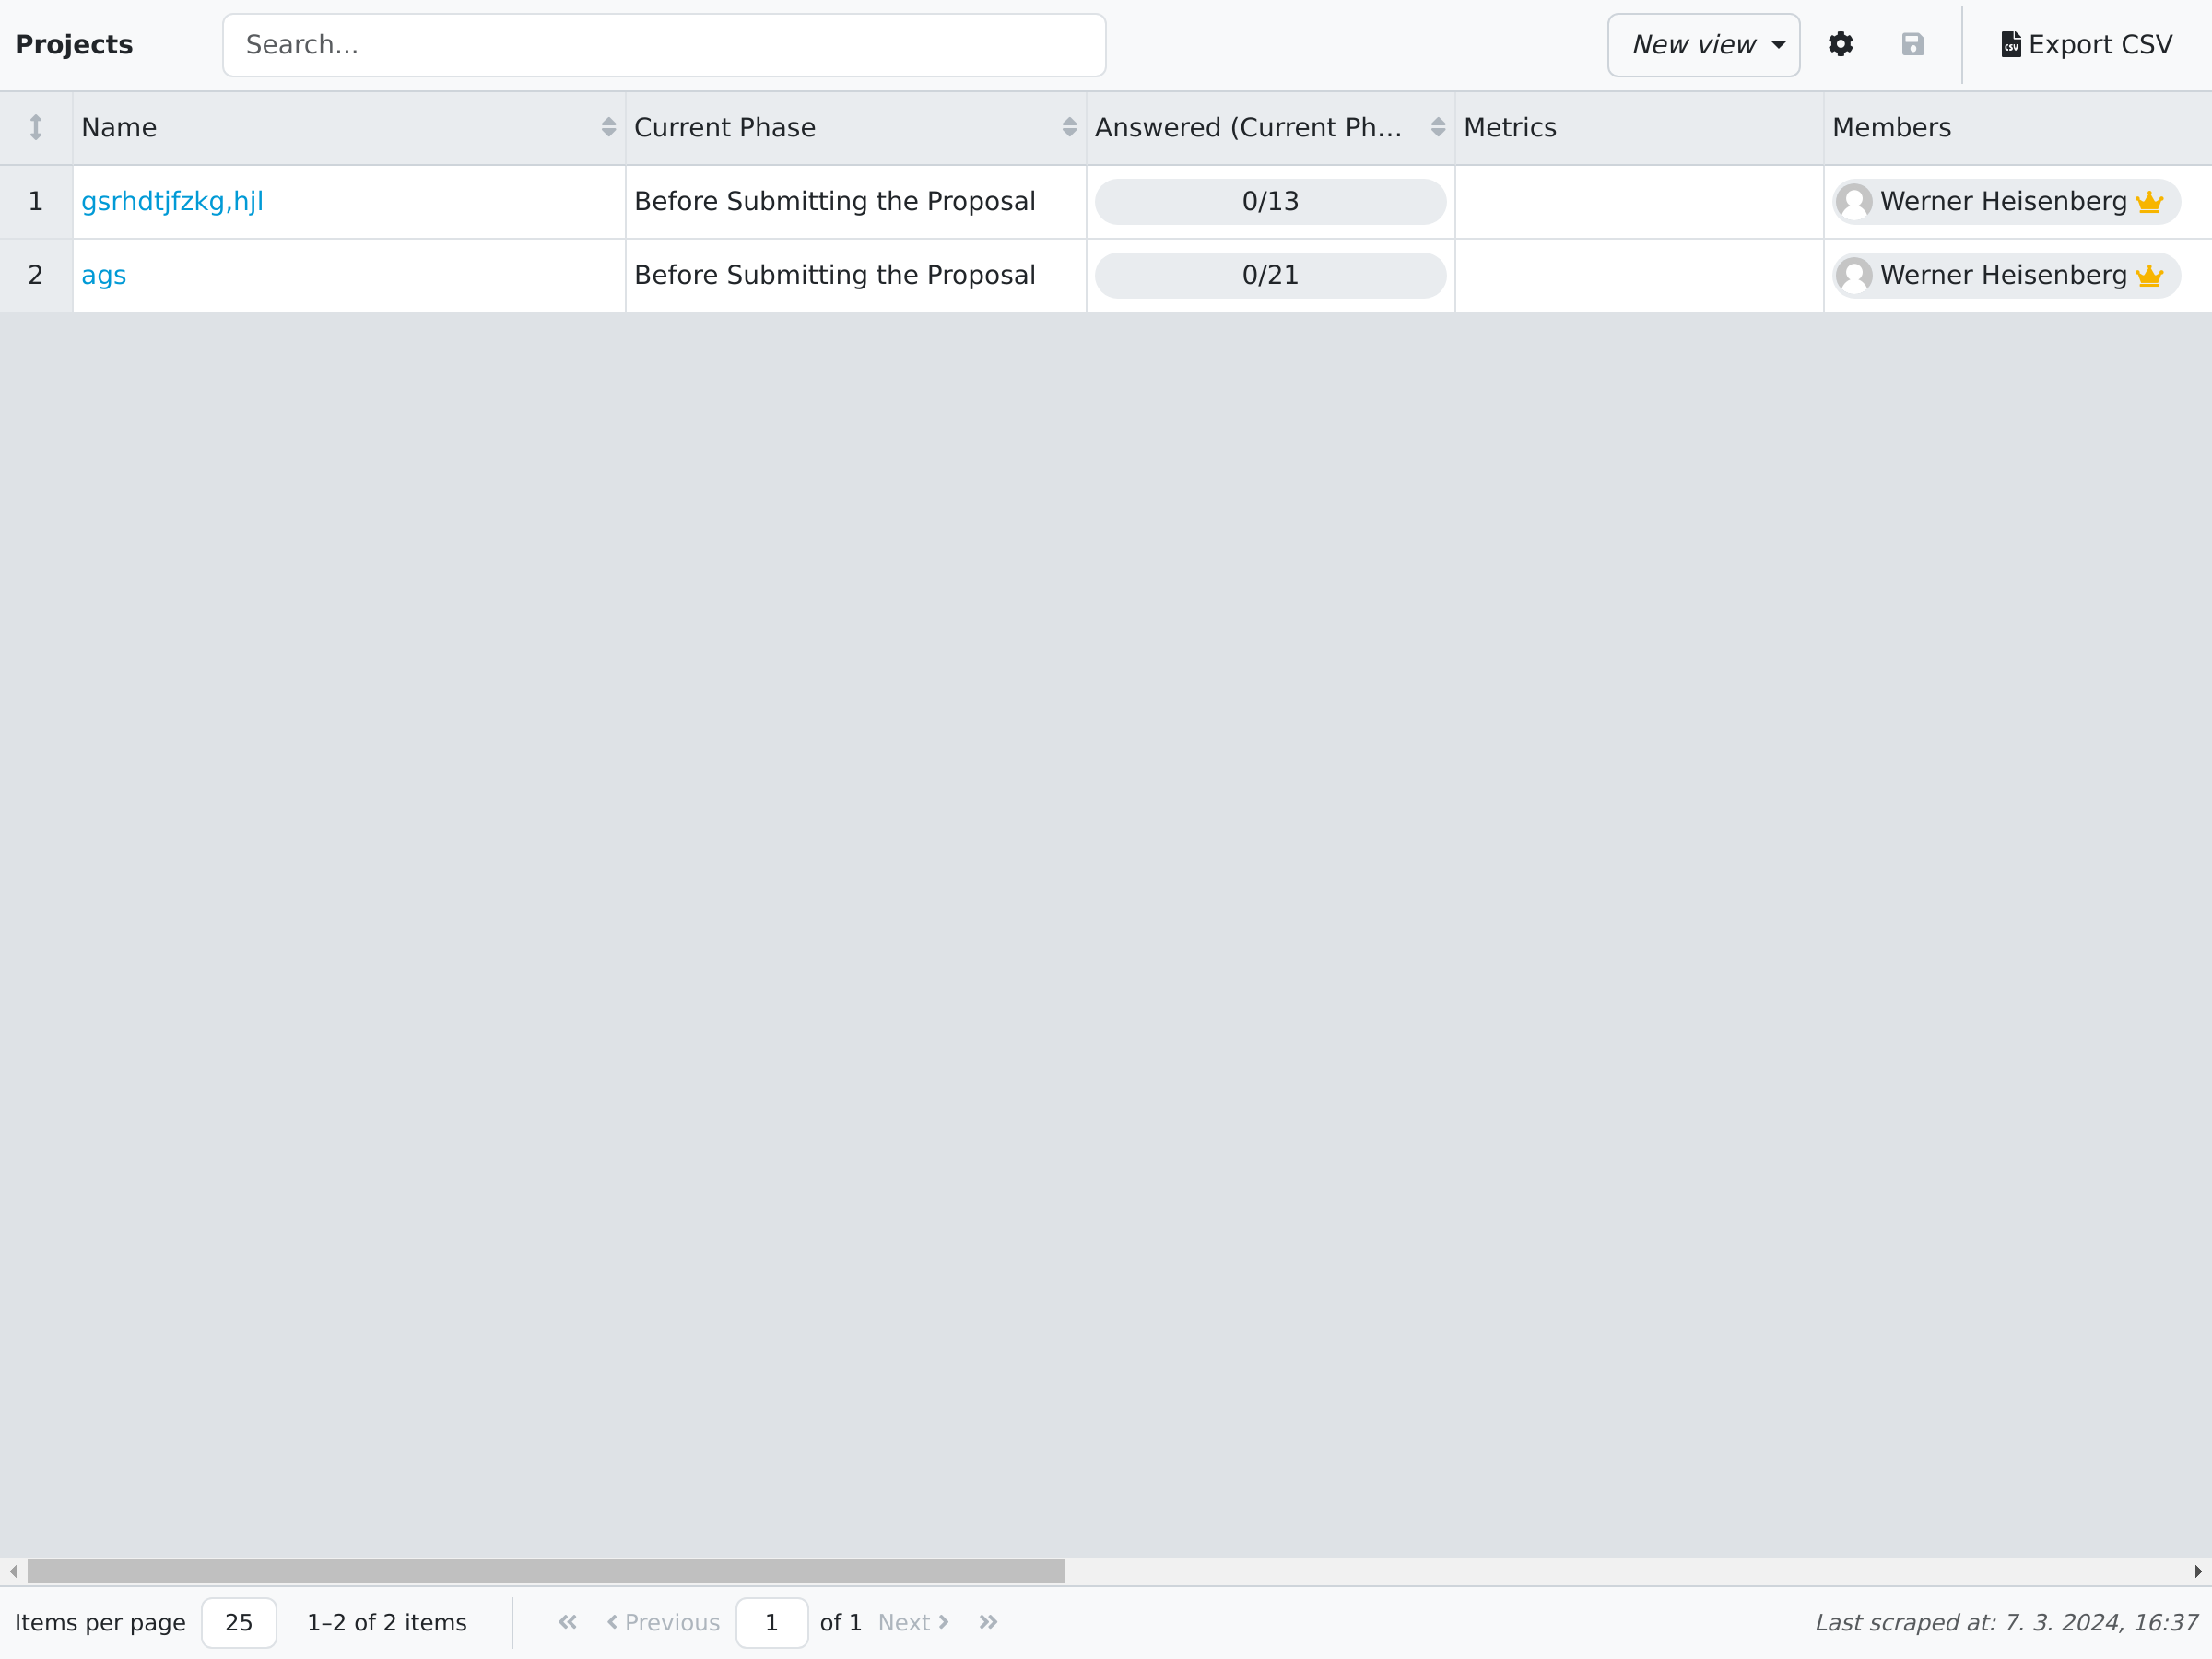 Projects Search... New view Export CSV
Name Current Phase Answered (Current Ph... Metrics Members
1 gsrhdtjfzkg,hjl Before Submitting the Proposal 0/13 Werner Heisenberg
2 ags Before Submitting the Proposal 0/21 Werner Heisenberg
Items per page 25 1–2 of 2 items « ‹ Previous 1 of 1 Next › » Last scraped at: 7. 3. 2024, 16:37